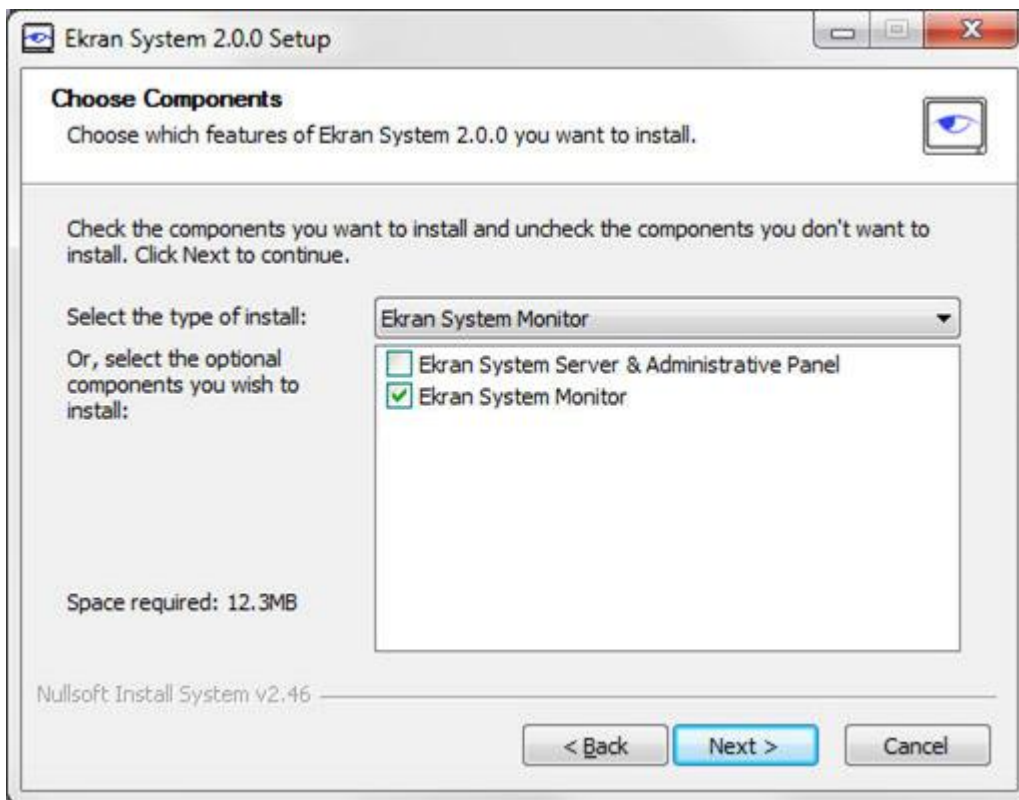 Ekran System 2.0.0 Setup
Choose Components
Choose which features of Ekran System 2.0.0 you want to install.
Check the components you want to install and uncheck the components you don't want to
install. Click Next to continue.
Select the type of install:
Ekran System Monitor
Or, select the optional
components you wish to
install:
Ekran System Server & Administrative Panel
Ekran System Monitor
Space required: 12.3MB
Nullsoft Install System v2.46
< Back
Next >
Cancel